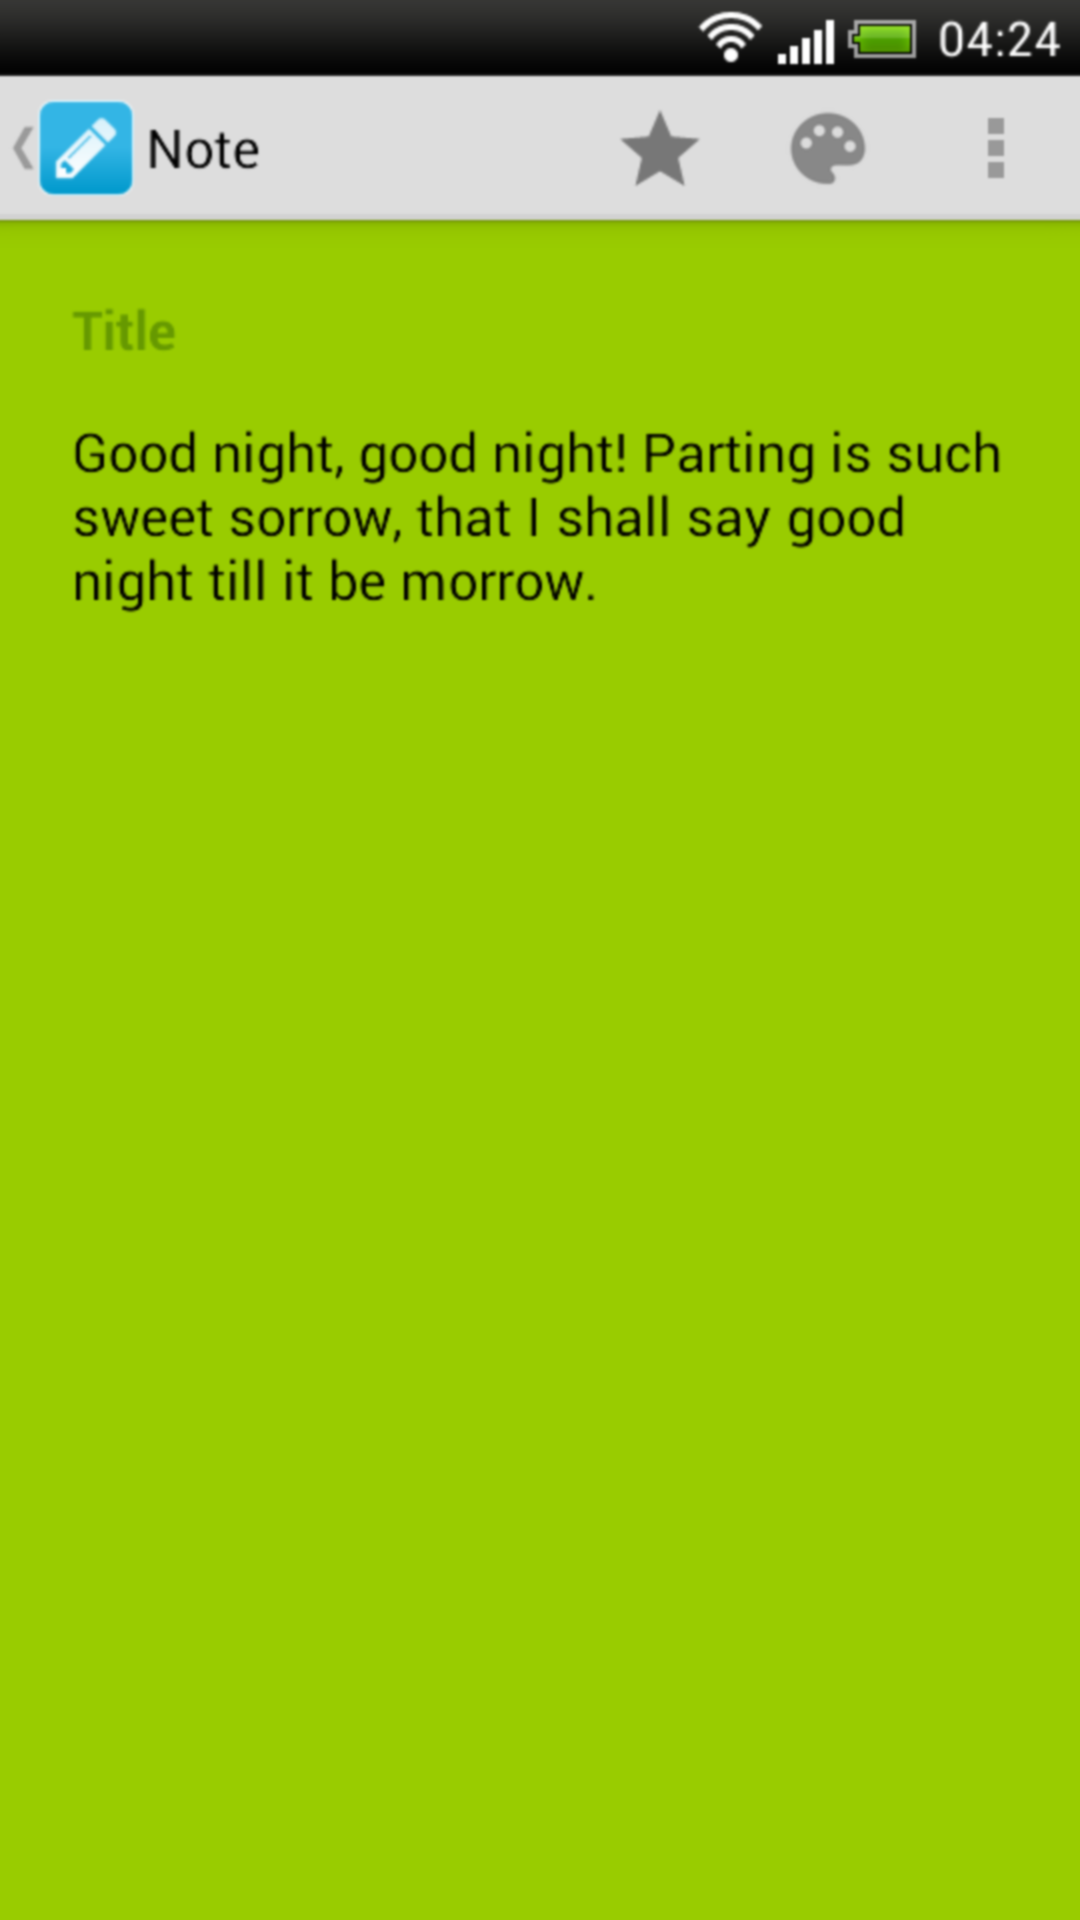 04:24
Note
Title
Good night, good night! Parting is such
sweet sorrow, that I shall say good
night till it be morrow.